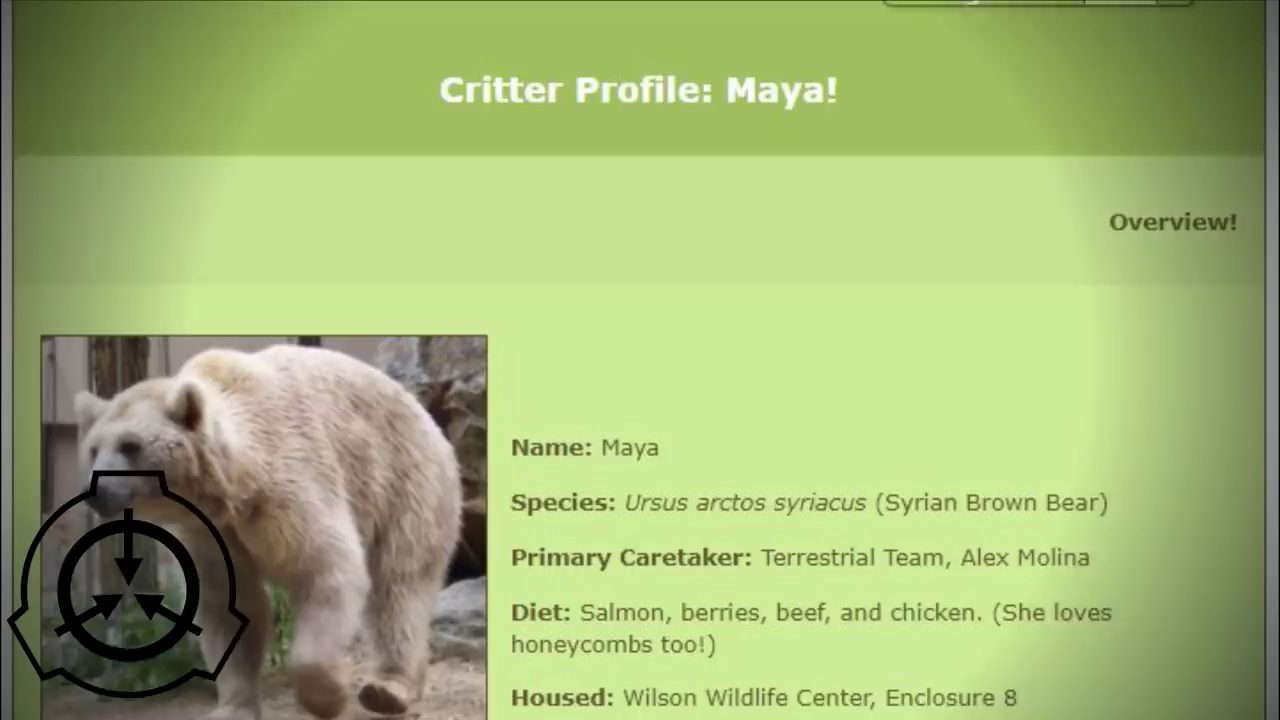 Critter Profile: Maya!
Overview!
Name: Maya
Species: Ursus arctos syriacus (Syrian Brown Bear)
Primary Caretaker: Terrestrial Team, Alex Molina
Diet: Salmon, berries, beef, and chicken. (She loves
honeycombs too!)
Housed: Wilson Wildlife Center, Enclosure 8